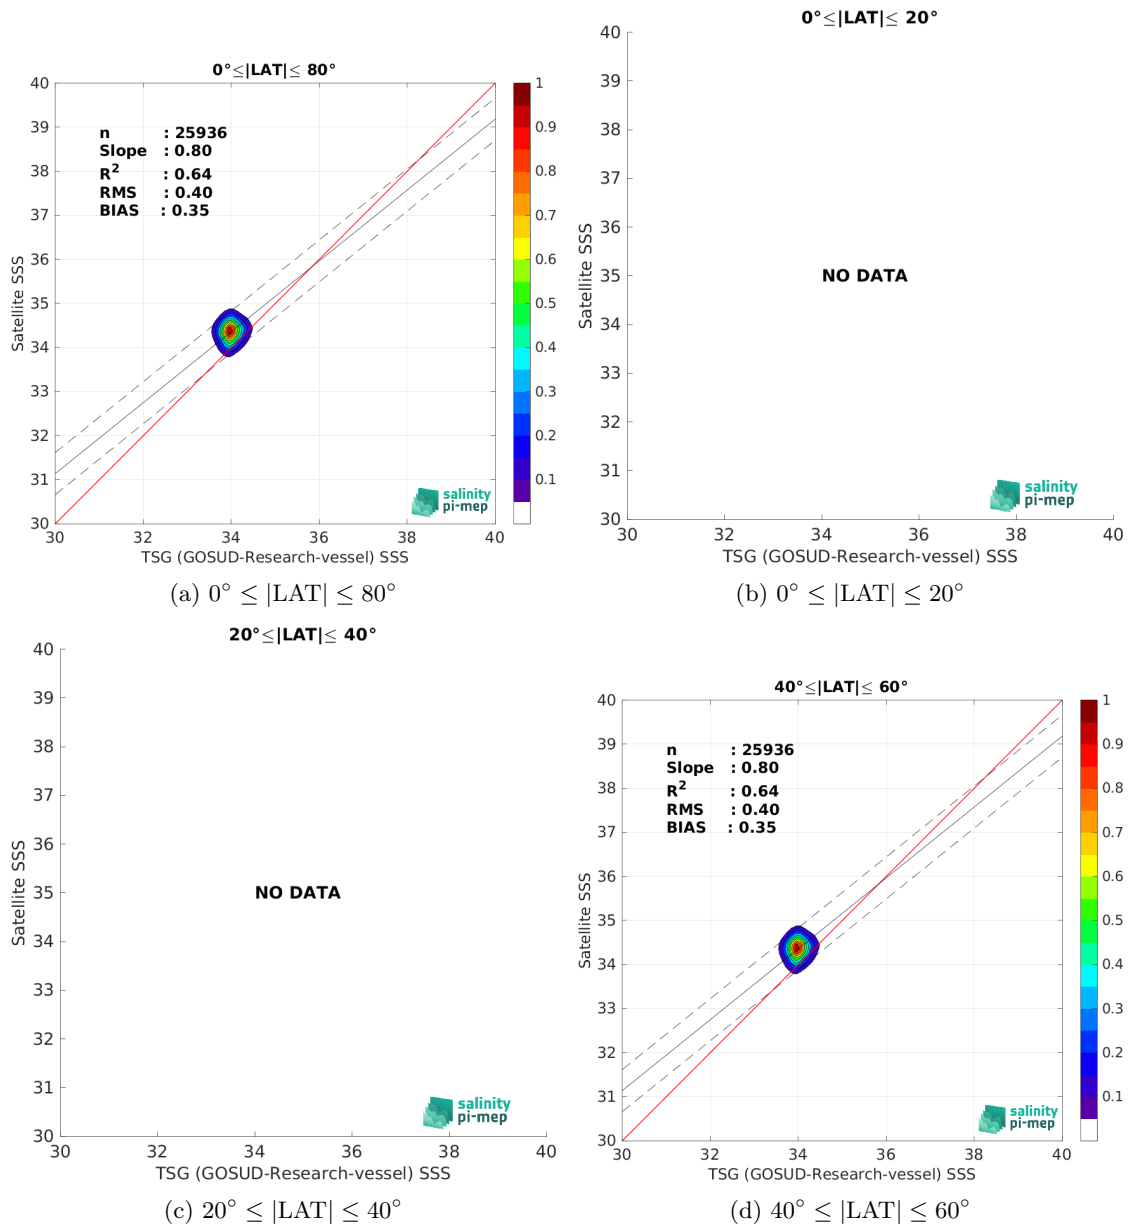 0°≤|LAT|≤ 80°
40
39
38
37
36
35
34
33
32
31
30
n : 25936
Slope : 0.80
R² : 0.64
RMS : 0.40
BIAS : 0.35
Satellite SSS
30 32 34 36 38 40
TSG (GOSUD-Research-vessel) SSS
salinity
pi-mep
1
0.9
0.8
0.7
0.6
0.5
0.4
0.3
0.2
0.1
(a) 0° ≤ |LAT| ≤ 80°
0°≤|LAT|≤ 20°
40
39
38
37
36
35
34
33
32
31
30
Satellite SSS
NO DATA
salinity
pi-mep
30 32 34 36 38 40
TSG (GOSUD-Research-vessel) SSS
(b) 0° ≤ |LAT| ≤ 20°
20°≤|LAT|≤ 40°
40
39
38
37
36
35
34
33
32
31
30
Satellite SSS
NO DATA
salinity
pi-mep
30 32 34 36 38 40
TSG (GOSUD-Research-vessel) SSS
(c) 20° ≤ |LAT| ≤ 40°
40°≤|LAT|≤ 60°
40
39
38
37
36
35
34
33
32
31
30
n : 25936
Slope : 0.80
R² : 0.64
RMS : 0.40
BIAS : 0.35
Satellite SSS
30 32 34 36 38 40
TSG (GOSUD-Research-vessel) SSS
salinity
pi-mep
1
0.9
0.8
0.7
0.6
0.5
0.4
0.3
0.2
0.1
(d) 40° ≤ |LAT| ≤ 60°